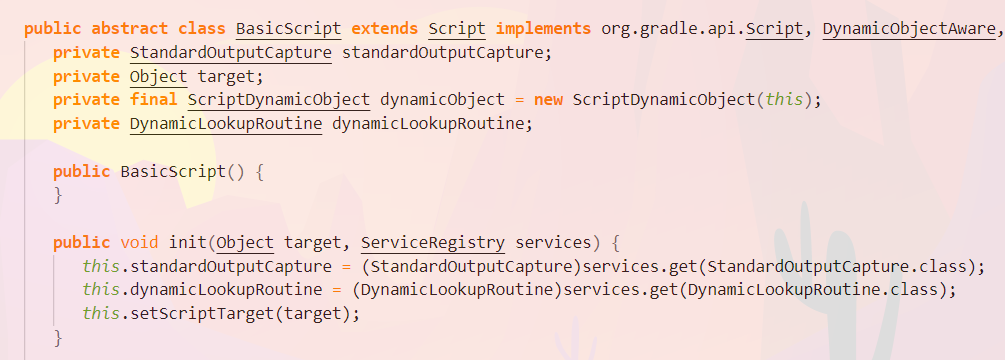 public abstract class BasicScript extends Script implements org.gradle.api.Script, DynamicObjectAware,
private StandardOutputCapture standardOutputCapture;
private Object target;
private final ScriptDynamicObject dynamicObject = new ScriptDynamicObject(this);
private DynamicLookupRoutine dynamicLookupRoutine;
public BasicScript() {
}
public void init(Object target, ServiceRegistry services) {
this.standardOutputCapture = (StandardOutputCapture)services.get(StandardOutputCapture.class);
this.dynamicLookupRoutine = (DynamicLookupRoutine)services.get(DynamicLookupRoutine.class);
this.setScriptTarget(target);
}